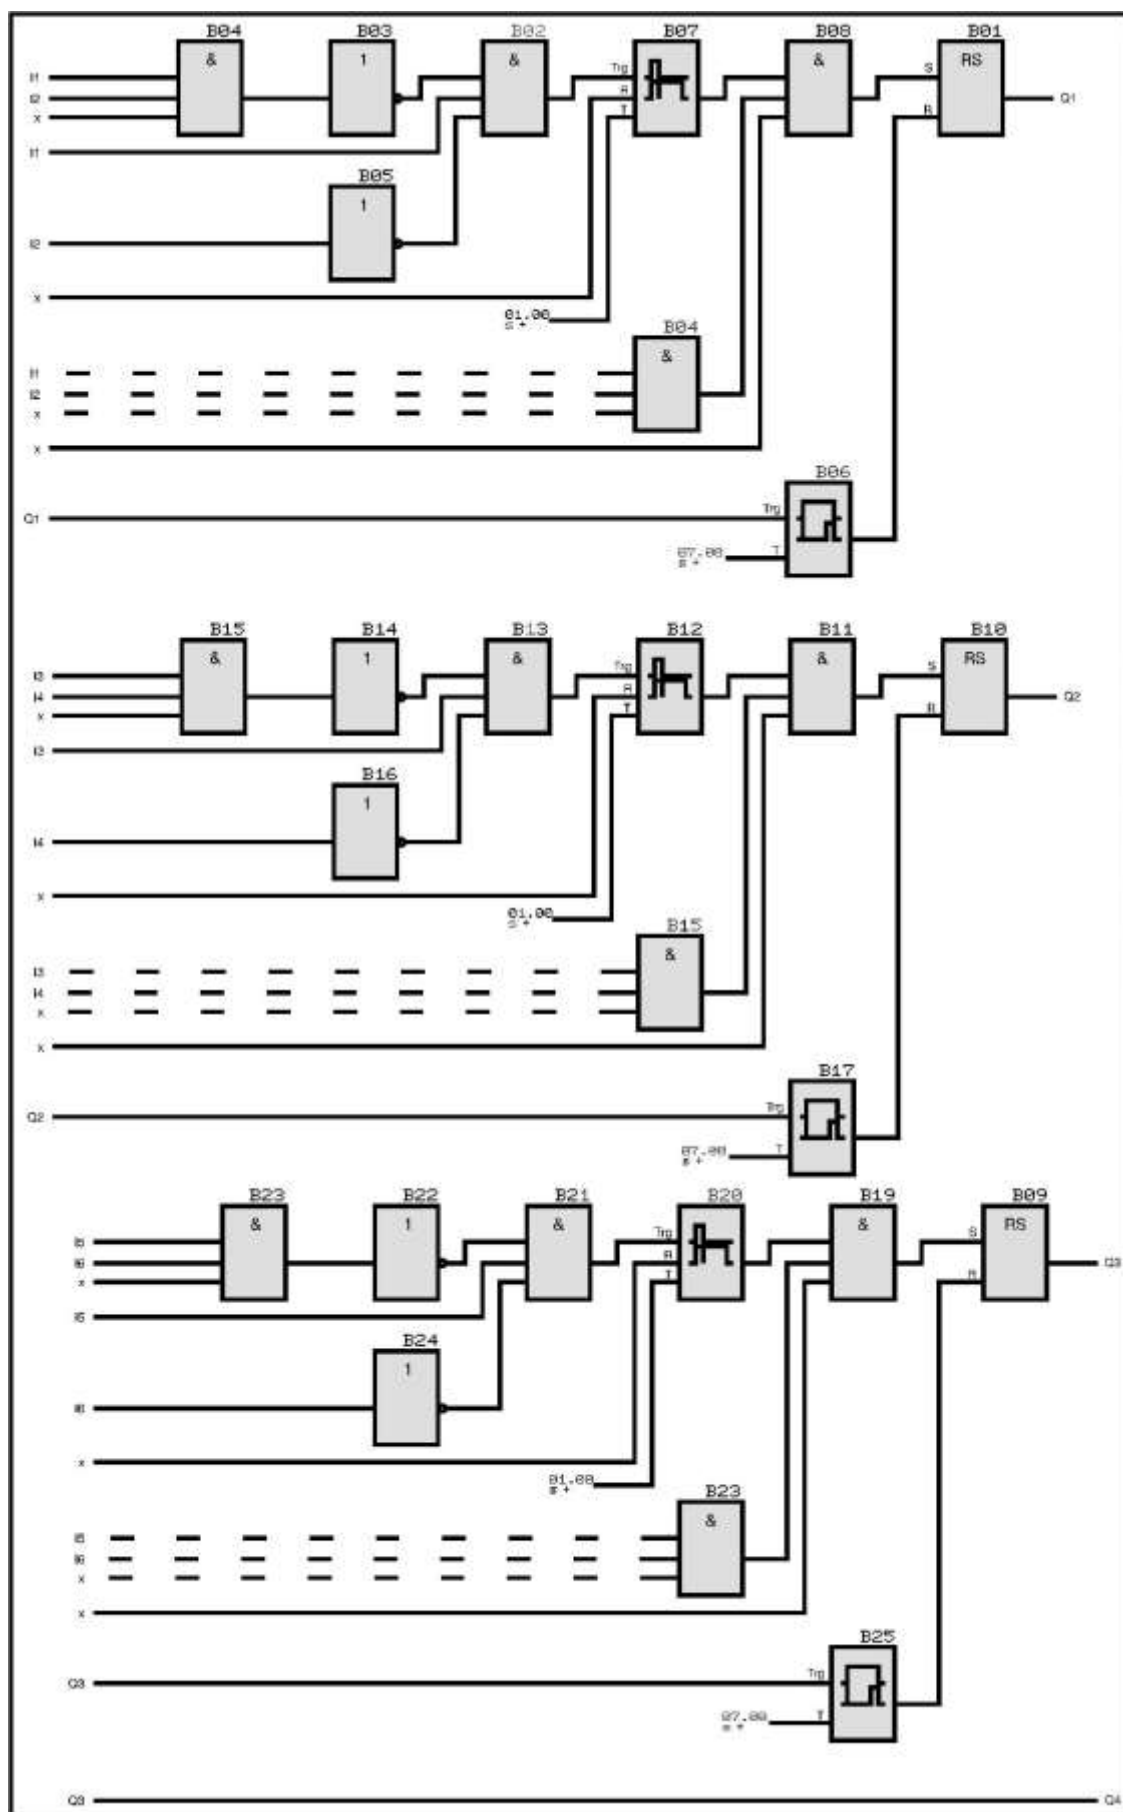 B04 B03 B02 B07 B08 B01
& 1 & & RS
I1 Trg S
I2 R Q1
x T R
I1
B05
1
I2
x
01.00
s +
B04
&
I1
I2
x
x
B06
Q1 Trg
07.00
s + T
B15 B14 B13 B12 B11 B10
& 1 & & RS
I3 Trg S
I4 R Q2
x T R
I3
B16
1
I4
x
01.00
s +
B15
&
I3
I4
x
x
B17
Q2 Trg
07.00
s + T
B23 B22 B21 B20 B19 B09
& 1 & & RS
I5 Trg S
I6 R Q3
x T R
I5
B24
1
I6
x
01.00
s +
B23
&
I5
I6
x
x
B25
Q3 Trg
07.00
s + T
Q3 Q4